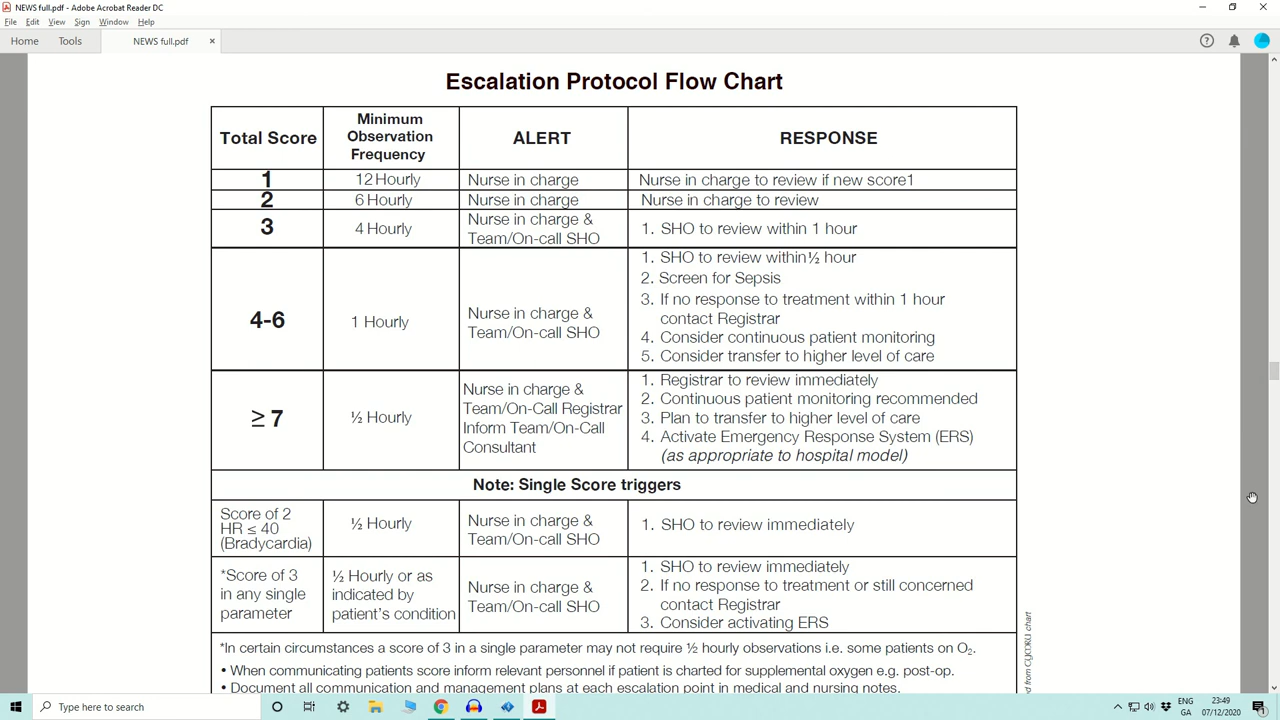 NEWS full.pdf - Adobe Acrobat Reader DC
File Edit View Sign Window Help
Home Tools NEWS full.pdf ×
Escalation Protocol Flow Chart
Total Score
Minimum
Observation
Frequency
ALERT
RESPONSE
1
12 Hourly
Nurse in charge
Nurse in charge to review if new score1
2
6 Hourly
Nurse in charge
Nurse in charge to review
3
4 Hourly
Nurse in charge &
Team/On-call SHO
1. SHO to review within 1 hour
4-6
1 Hourly
Nurse in charge &
Team/On-call SHO
1. SHO to review within½ hour
2. Screen for Sepsis
3. If no response to treatment within 1 hour
contact Registrar
4. Consider continuous patient monitoring
5. Consider transfer to higher level of care
≥ 7
½ Hourly
Nurse in charge &
Team/On-Call Registrar
Inform Team/On-Call
Consultant
1. Registrar to review immediately
2. Continuous patient monitoring recommended
3. Plan to transfer to higher level of care
4. Activate Emergency Response System (ERS)
(as appropriate to hospital model)
Note: Single Score triggers
Score of 2
HR ≤ 40
(Bradycardia)
½ Hourly
Nurse in charge &
Team/On-call SHO
1. SHO to review immediately
*Score of 3
in any single
parameter
½ Hourly or as
indicated by
patient's condition
Nurse in charge &
Team/On-call SHO
1. SHO to review immediately
2. If no response to treatment or still concerned
contact Registrar
3. Consider activating ERS
*In certain circumstances a score of 3 in a single parameter may not require ½ hourly observations i.e. some patients on O₂.
• When communicating patients score inform relevant personnel if patient is charted for supplemental oxygen e.g. post-op.
• Document all communication and management plans at each escalation point in medical and nursing notes.
chart
Type here to search
ENG
GA
23:49
07/12/2020